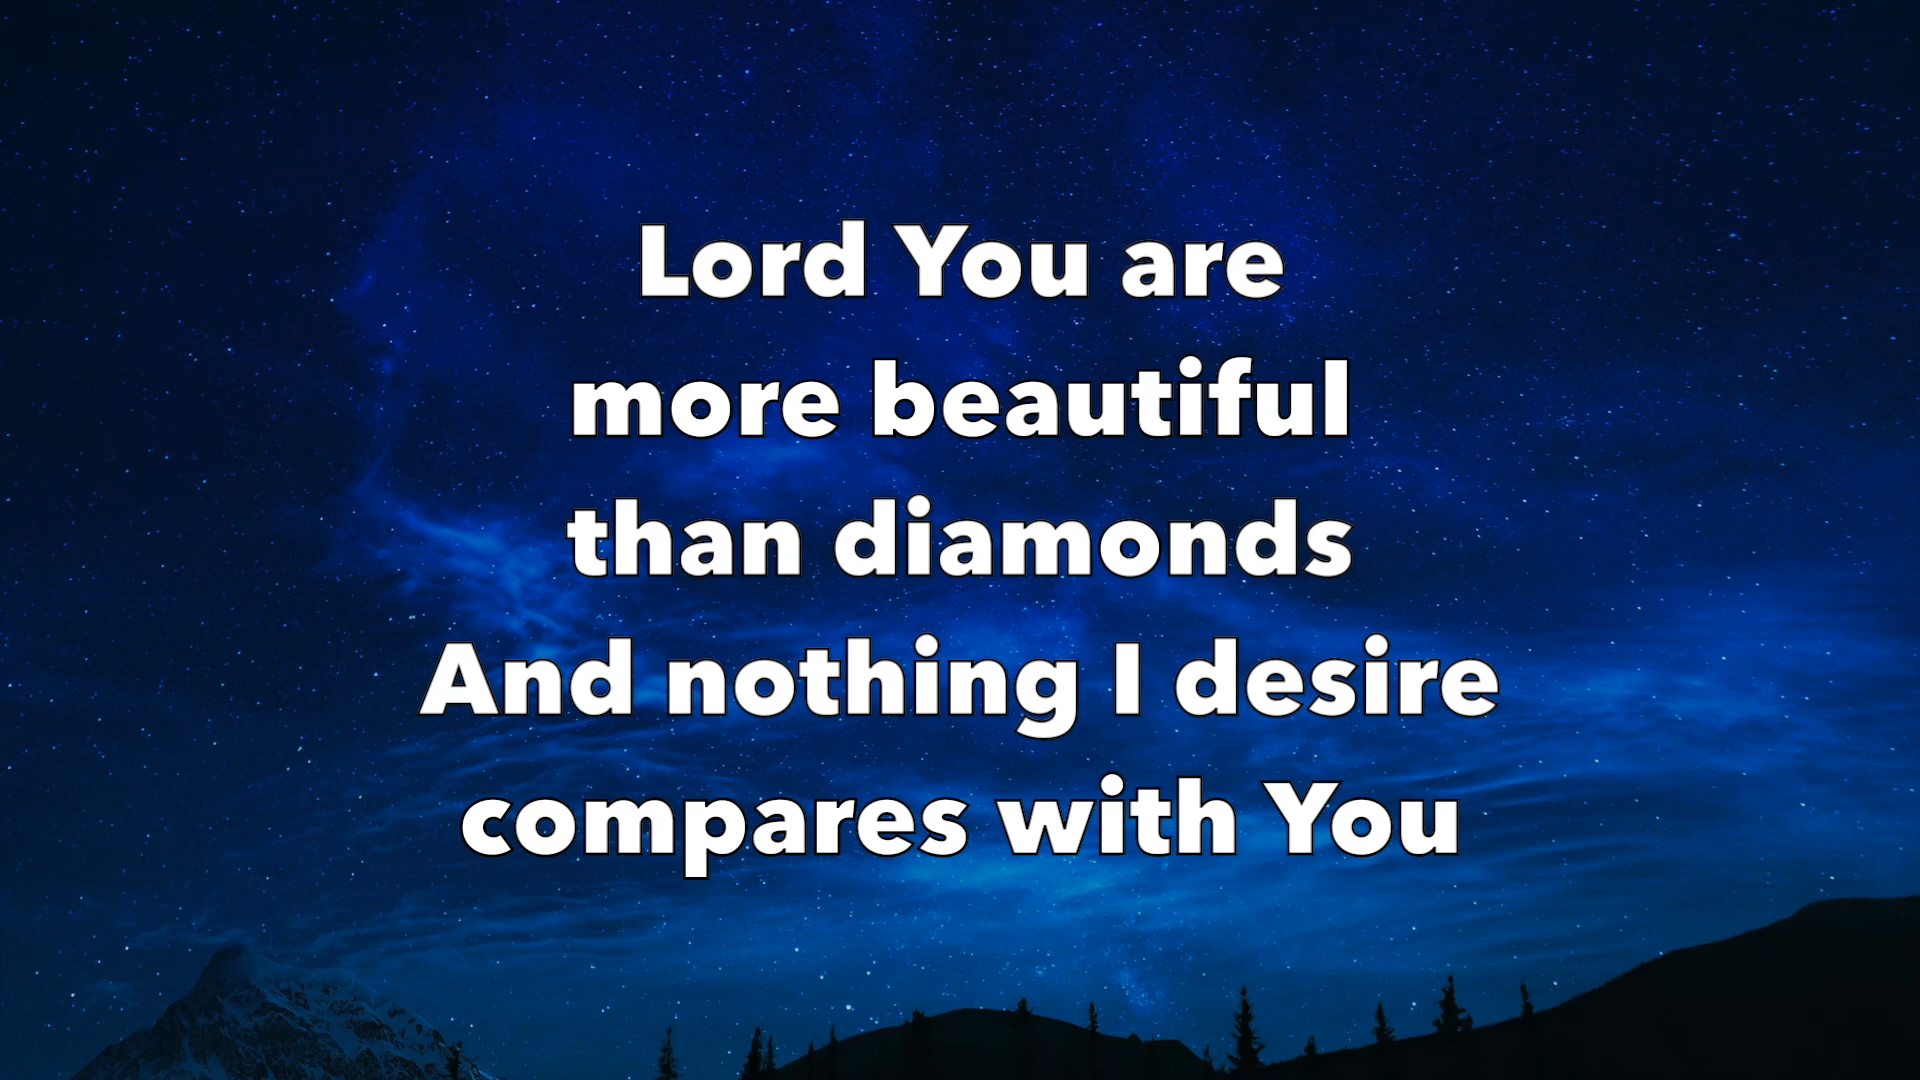 Lord You are
more beautiful
than diamonds
And nothing I desire
compares with You